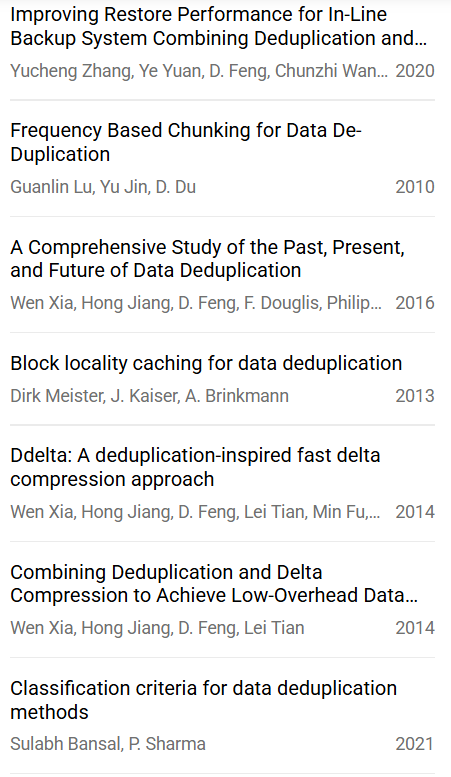 Improving Restore Performance for In-Line
Backup System Combining Deduplication and...
Yucheng Zhang, Ye Yuan, D. Feng, Chunzhi Wan... 2020
Frequency Based Chunking for Data De-
Duplication
Guanlin Lu, Yu Jin, D. Du 2010
A Comprehensive Study of the Past, Present,
and Future of Data Deduplication
Wen Xia, Hong Jiang, D. Feng, F. Douglis, Philip... 2016
Block locality caching for data deduplication
Dirk Meister, J. Kaiser, A. Brinkmann 2013
Ddelta: A deduplication-inspired fast delta
compression approach
Wen Xia, Hong Jiang, D. Feng, Lei Tian, Min Fu,... 2014
Combining Deduplication and Delta
Compression to Achieve Low-Overhead Data...
Wen Xia, Hong Jiang, D. Feng, Lei Tian 2014
Classification criteria for data deduplication
methods
Sulabh Bansal, P. Sharma 2021